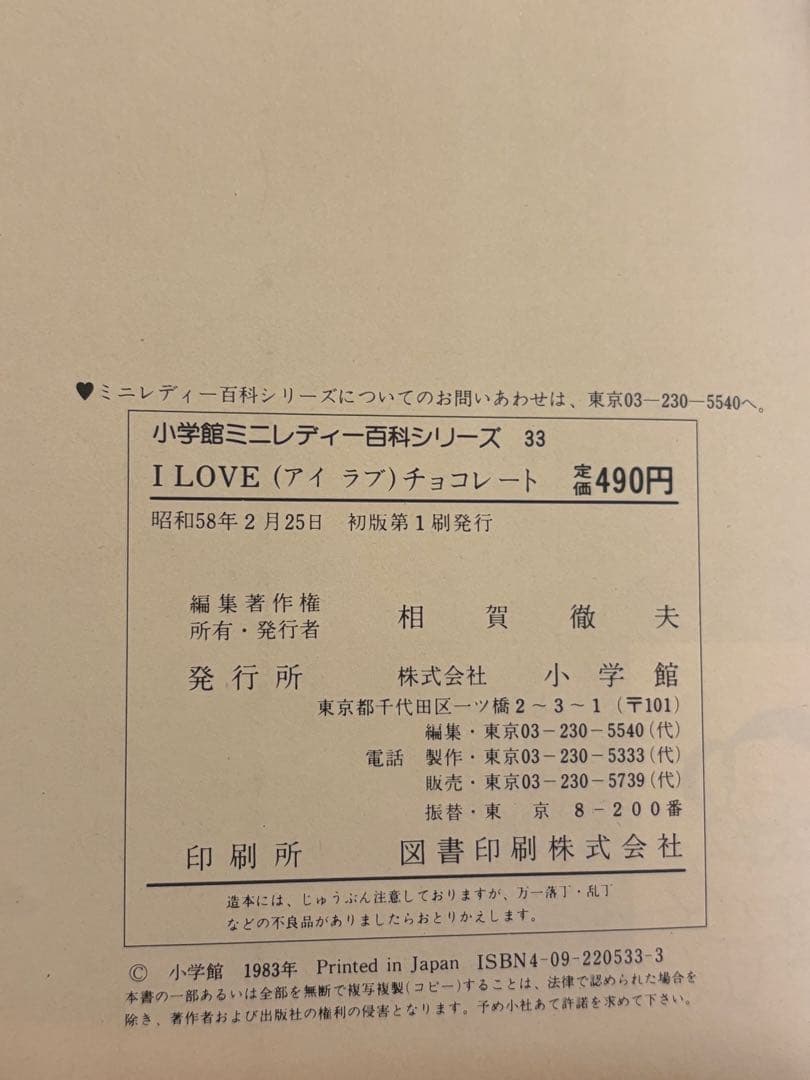 ♥ミニレディー百科シリーズについてのお問いあわせは、東京03—230—5540へ。
小学館ミニレディー百科シリーズ 33
I LOVE (アイ ラブ) チョコレート 定価490円
昭和58年2月25日 初版第1刷発行
編集著作権
所有・発行者 相賀徹夫
発行所 株式会社 小学館
東京都千代田区一ツ橋2〜3〜1(〒101)
編集・東京03−230−5540(代)
電話 製作・東京03−230−5333(代)
販売・東京03−230−5739(代)
振替・東京 8−200番
印刷所 図書印刷株式会社
造本には、じゅうぶん注意しておりますが、万一落丁・乱丁
などの不良品がありましたらおとりかえします。
© 小学館 1983年 Printed in Japan ISBN4-09-220533-3
本書の一部あるいは全部を無断で複写複製(コピー)することは、法律で認められた場合を
除き、著作者および出版社の権利の侵害となります。予め小社あて許諾を求めて下さい。